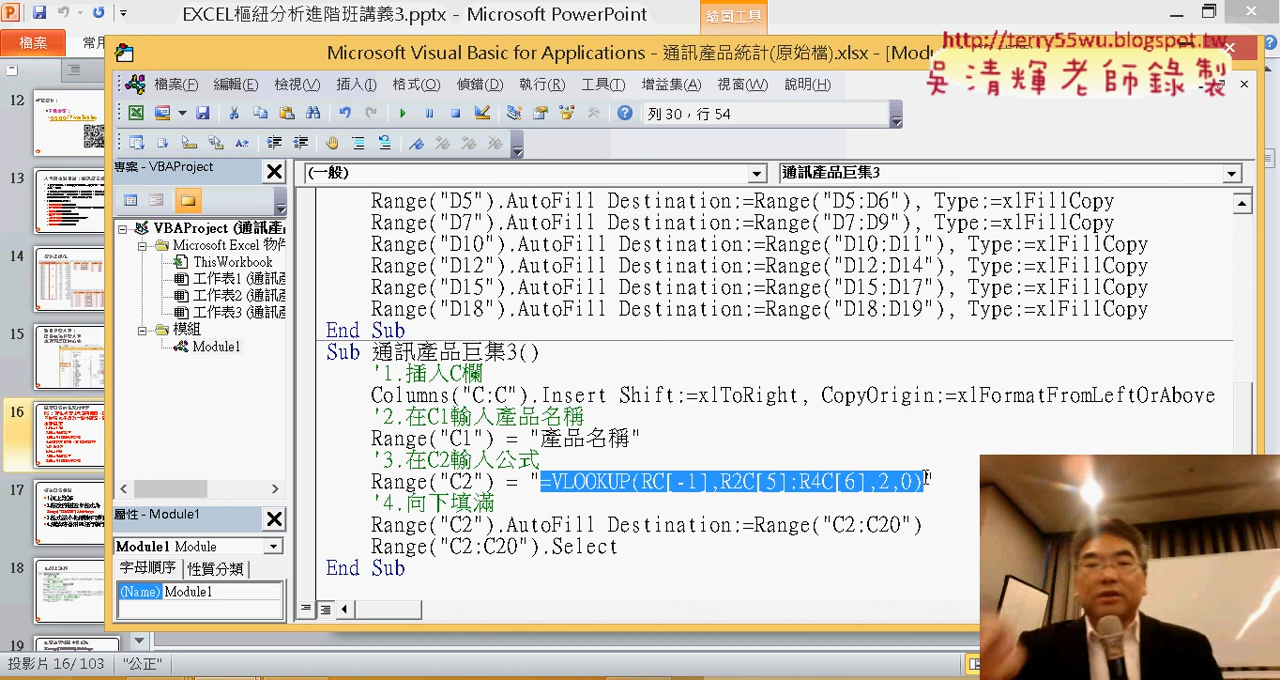 EXCEL樞紐分析進階班講義3.pptx - Microsoft PowerPoint
繪圖工具
檔案
常用
http://terry55wu.blogspot.tw
吳清輝老師錄製
Microsoft Visual Basic for Applications - 通訊產品統計(原始檔).xlsx - [Modu
檔案(F) 編輯(E) 檢視(V) 插入(I) 格式(O) 偵錯(D) 執行(R) 工具(T) 增益集(A) 視窗(W) 說明(H)
列 30，行 54
專案 - VBAProject
(一般)
通訊產品巨集3
VBAProject (通訊產
Microsoft Excel 物件
ThisWorkbook
工作表1 (通訊產
工作表2 (通訊產
工作表3 (通訊產
模組
Module1
屬性 - Module1
Module1 Module
字母順序 性質分類
(Name) Module1
Range("D5").AutoFill Destination:=Range("D5:D6"), Type:=xlFillCopy
Range("D7").AutoFill Destination:=Range("D7:D9"), Type:=xlFillCopy
Range("D10").AutoFill Destination:=Range("D10:D11"), Type:=xlFillCopy
Range("D12").AutoFill Destination:=Range("D12:D14"), Type:=xlFillCopy
Range("D15").AutoFill Destination:=Range("D15:D17"), Type:=xlFillCopy
Range("D18").AutoFill Destination:=Range("D18:D19"), Type:=xlFillCopy
End Sub
Sub 通訊產品巨集3()
'1.插入C欄
Columns("C:C").Insert Shift:=xlToRight, CopyOrigin:=xlFormatFromLeftOrAbove
'2.在C1輸入產品名稱
Range("C1") = "產品名稱"
'3.在C2輸入公式
Range("C2") = "=VLOOKUP(RC[-1],R2C[5]:R4C[6],2,0)"
'4.向下填滿
Range("C2").AutoFill Destination:=Range("C2:C20")
Range("C2:C20").Select
End Sub
12
13
14
15
16
17
18
19
投影片 16/ 103
"公正"